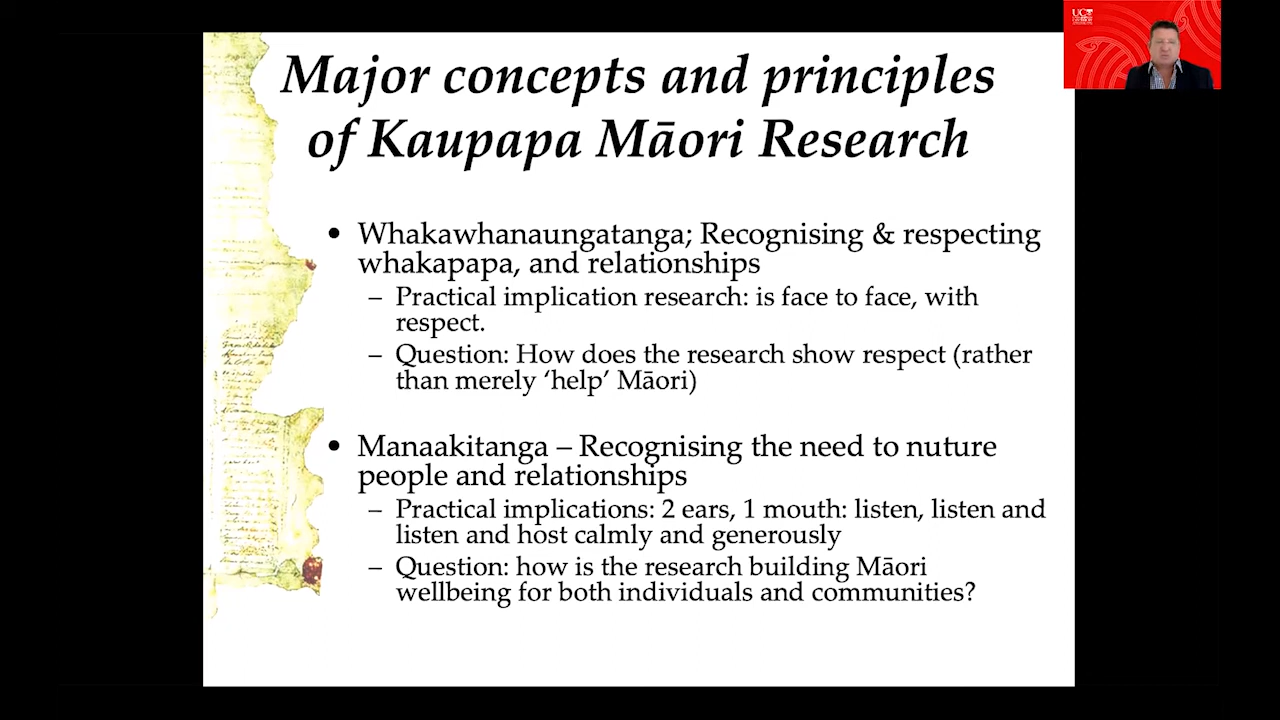 Major concepts and principles
of Kaupapa Māori Research
• Whakawhanaungatanga; Recognising & respecting
whakapapa, and relationships
– Practical implication research: is face to face, with
respect.
– Question: How does the research show respect (rather
than merely ‘help’ Māori)
• Manaakitanga – Recognising the need to nuture
people and relationships
– Practical implications: 2 ears, 1 mouth: listen, listen and
listen and host calmly and generously
– Question: how is the research building Māori
wellbeing for both individuals and communities?
UC